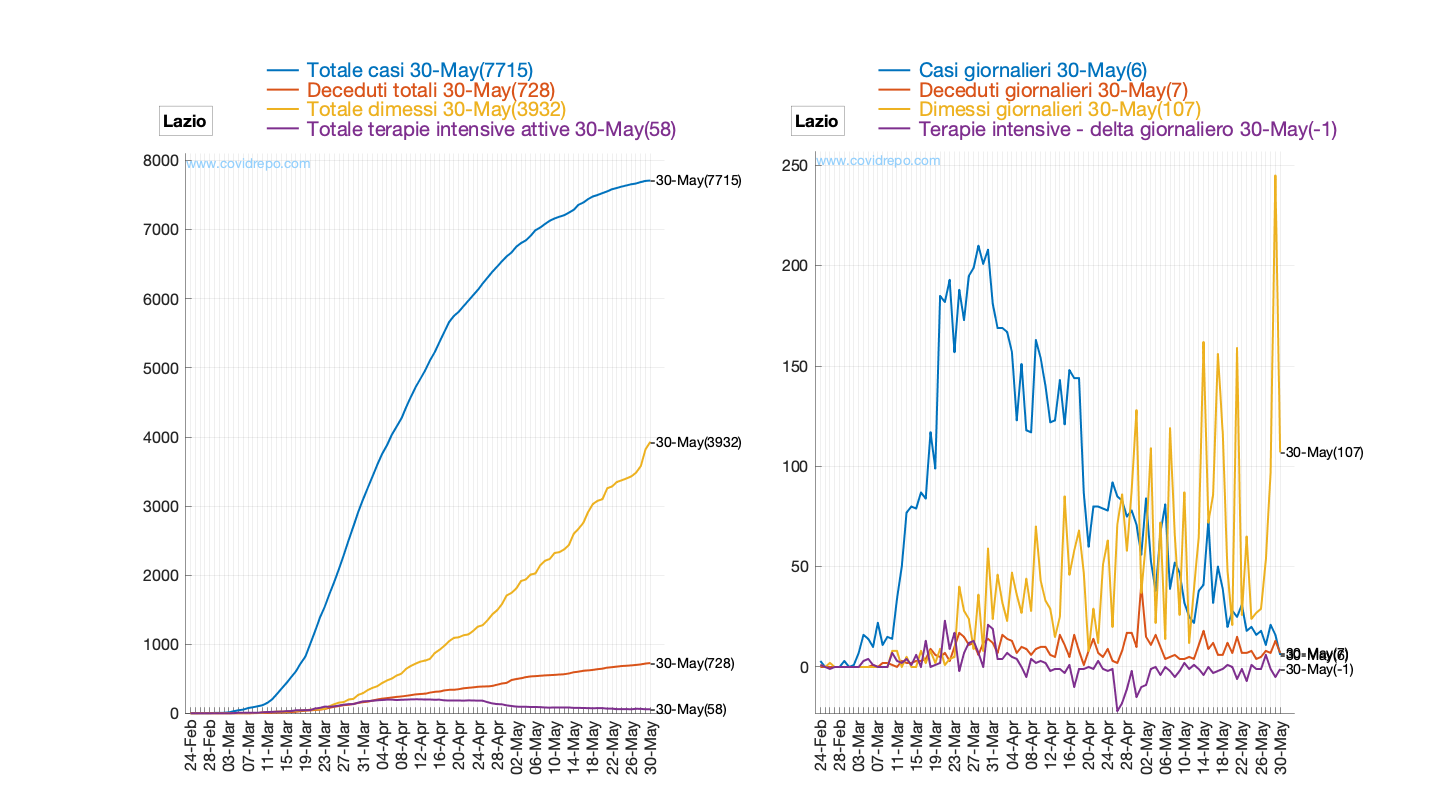 Totale casi 30-May(7715)
Deceduti totali 30-May(728)
Totale dimessi 30-May(3932)
Totale terapie intensive attive 30-May(58)
Lazio
www.covidrepo.com
8000
7000
6000
5000
4000
3000
2000
1000
0
30-May(7715)
30-May(3932)
30-May(728)
30-May(58)
24-Feb
28-Feb
03-Mar
07-Mar
11-Mar
15-Mar
19-Mar
23-Mar
27-Mar
31-Mar
04-Apr
08-Apr
12-Apr
16-Apr
20-Apr
24-Apr
28-Apr
02-May
06-May
10-May
14-May
18-May
22-May
26-May
30-May
Casi giornalieri 30-May(6)
Deceduti giornalieri 30-May(7)
Dimessi giornalieri 30-May(107)
Terapie intensive - delta giornaliero 30-May(-1)
Lazio
www.covidrepo.com
250
200
150
100
50
0
30-May(107)
30-May(7)
30-May(6)
30-May(-1)
24-Feb
28-Feb
03-Mar
07-Mar
11-Mar
15-Mar
19-Mar
23-Mar
27-Mar
31-Mar
04-Apr
08-Apr
12-Apr
16-Apr
20-Apr
24-Apr
28-Apr
02-May
06-May
10-May
14-May
18-May
22-May
26-May
30-May